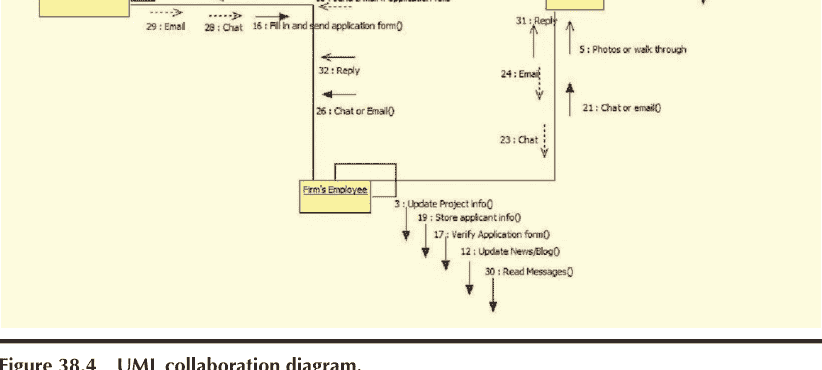 29 : Email
28 : Chat
16 : Fill in and send application form()
31 : Reply
5 : Photos or walk through
32 : Reply
24 : Email
26 : Chat or Email()
21 : Chat or email()
23 : Chat
Firm's Employee
3 : Update Project info()
19 : Store applicant info()
17 : Verify Application form()
12 : Update News/Blog()
30 : Read Messages()
Figure 38.4 UML collaboration diagram.